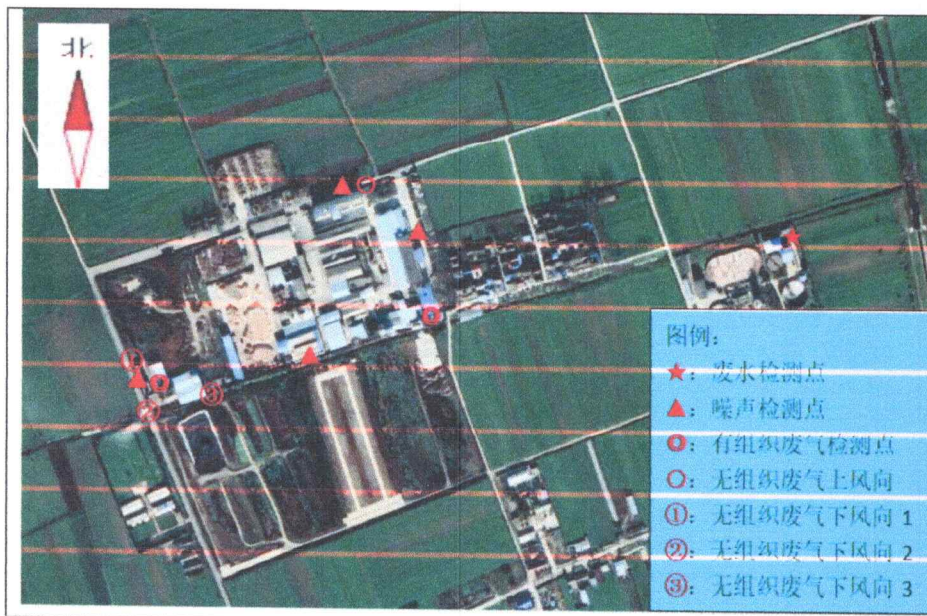 北
①
②
③
图例：
★：废水检测点
▲：噪声检测点
◎：有组织废气检测点
○：无组织废气上风向
①：无组织废气下风向 1
②：无组织废气下风向 2
③：无组织废气下风向 3